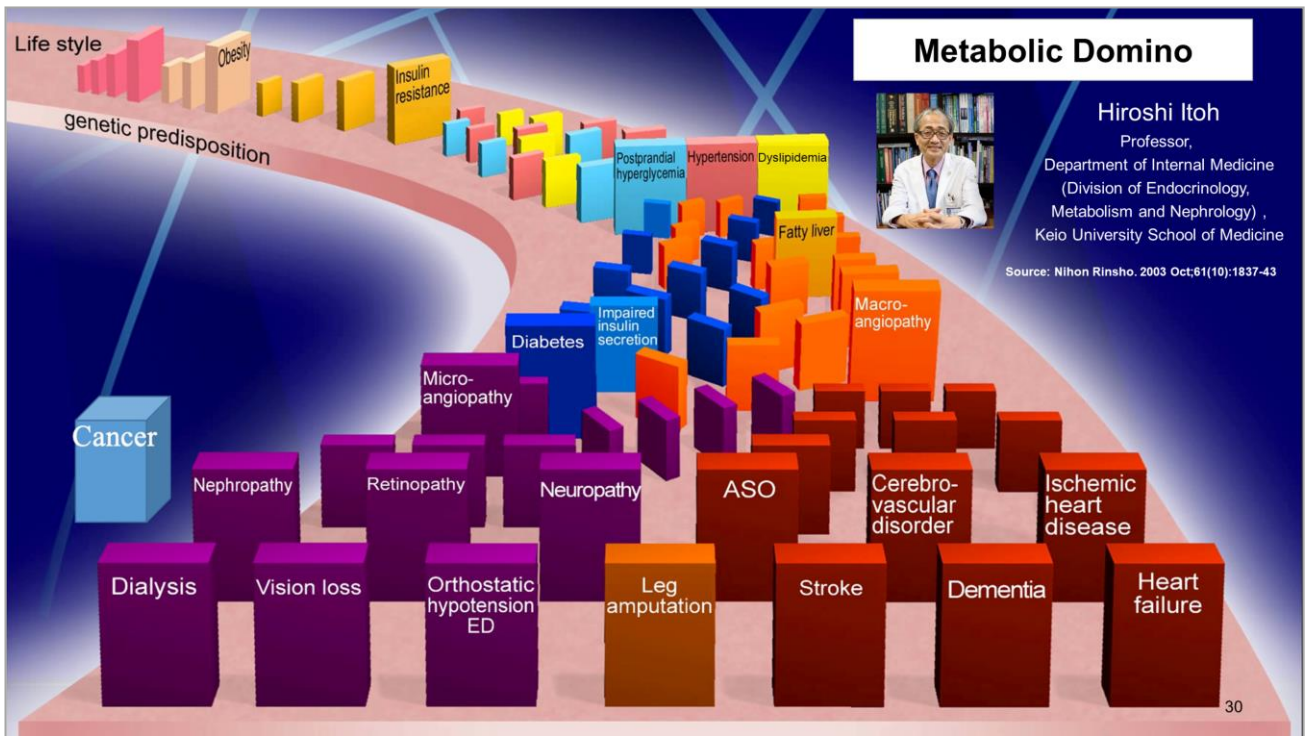 Metabolic Domino
Hiroshi Itoh
Professor,
Department of Internal Medicine
(Division of Endocrinology,
Metabolism and Nephrology) ,
Keio University School of Medicine
Source: Nihon Rinsho. 2003 Oct;61(10):1837-43
Life style
genetic predisposition
Obesity
Insulin
resistance
Postprandial
hyperglycemia
Hypertension
Dyslipidemia
Fatty liver
Macro-
angiopathy
Impaired
insulin
secretion
Diabetes
Micro-
angiopathy
Cancer
Nephropathy
Retinopathy
Neuropathy
ASO
Cerebro-
vascular
disorder
Ischemic
heart
disease
Dialysis
Vision loss
Orthostatic
hypotension
ED
Leg
amputation
Stroke
Dementia
Heart
failure
30